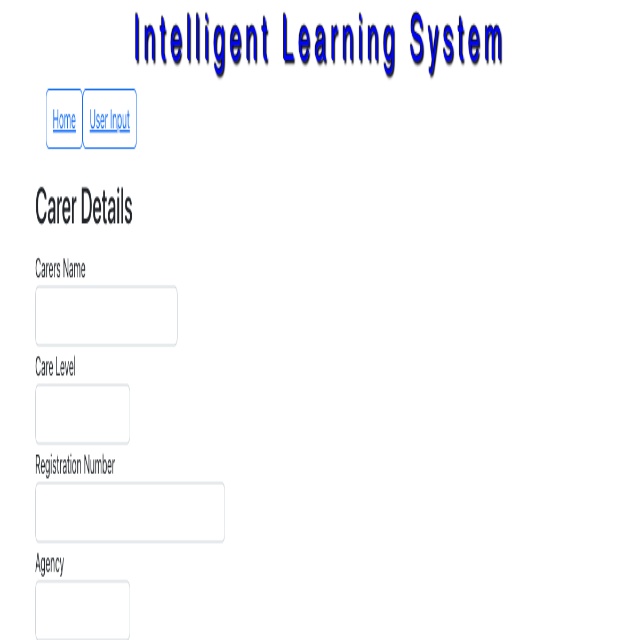 Intelligent Learning System
Home User Input
Carer Details
Carers Name
Care Level
Registration Number
Agency